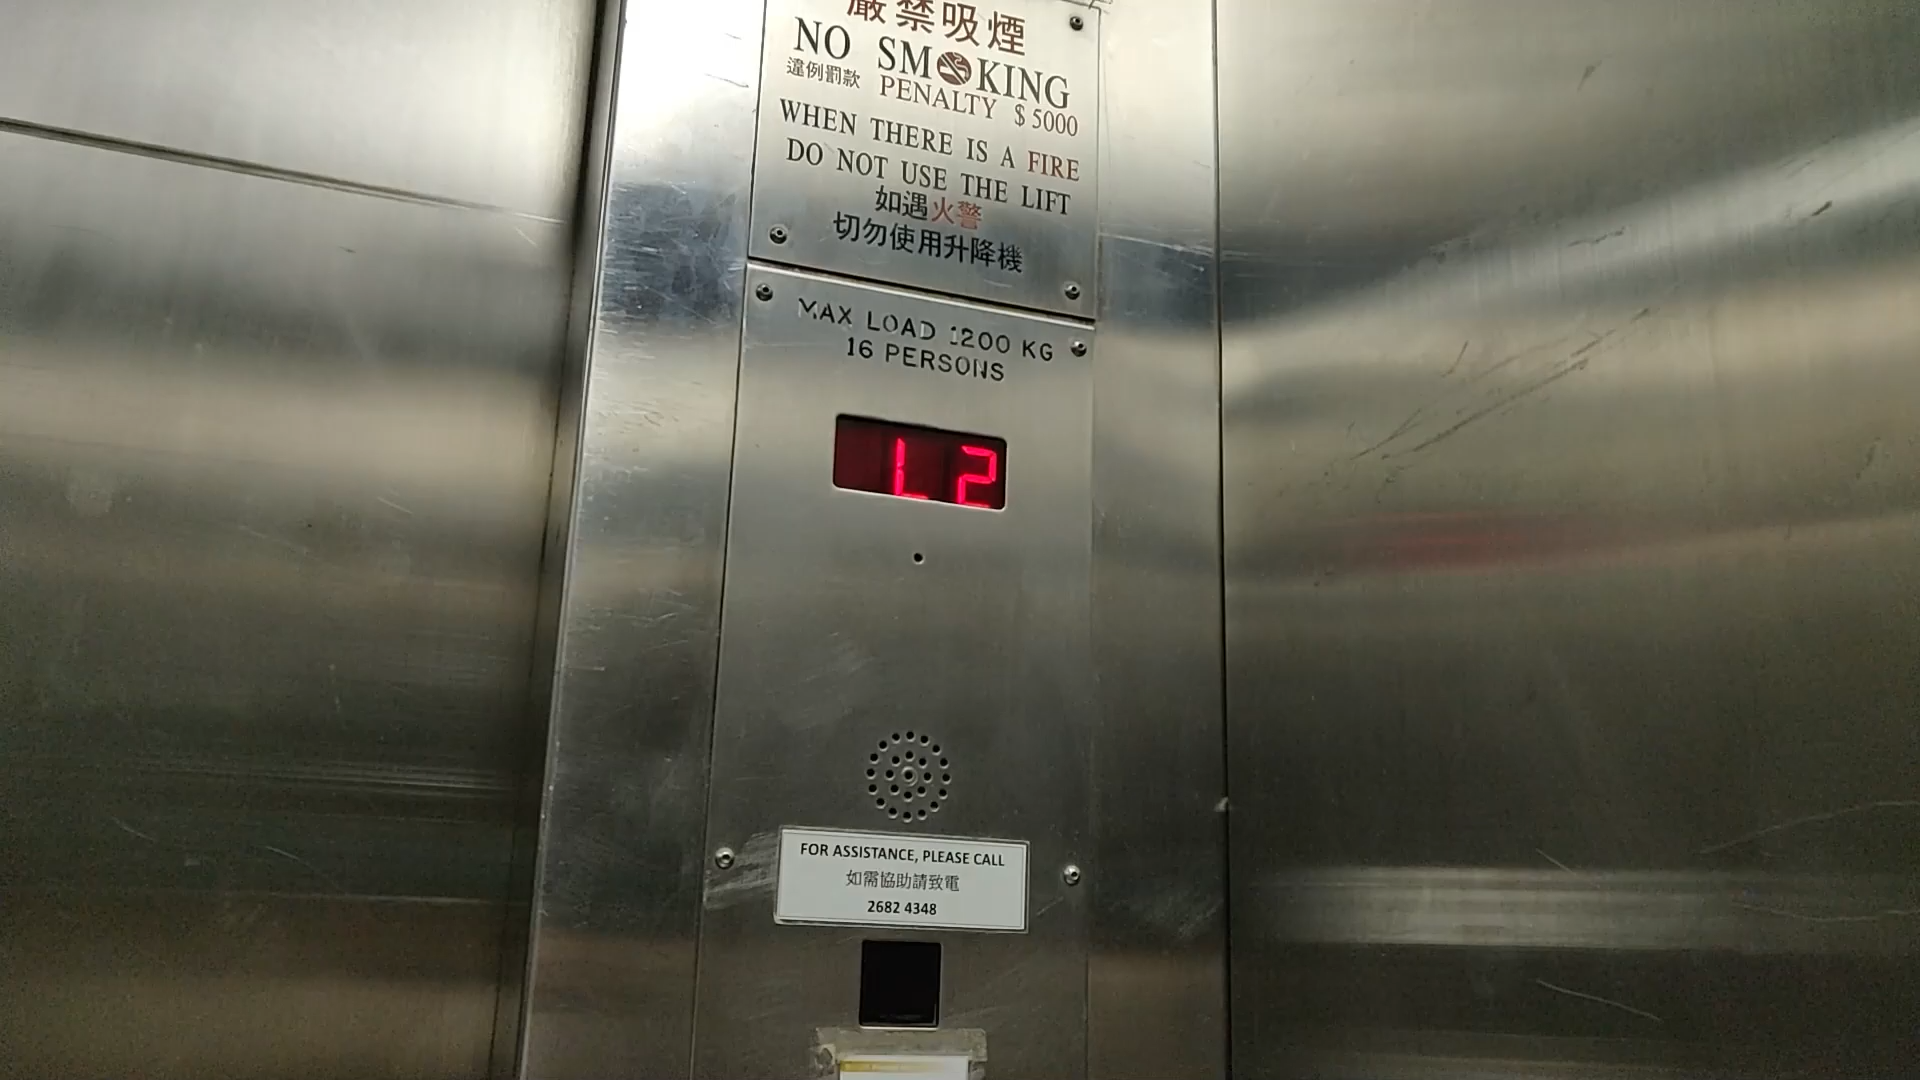 嚴禁吸煙
NO SMOKING
違例罰款 PENALTY $5000
WHEN THERE IS A FIRE
DO NOT USE THE LIFT
如遇火警
切勿使用升降機
MAX LOAD 1200 KG
16 PERSONS
L2
FOR ASSISTANCE, PLEASE CALL
如需協助請致電
2682 4348